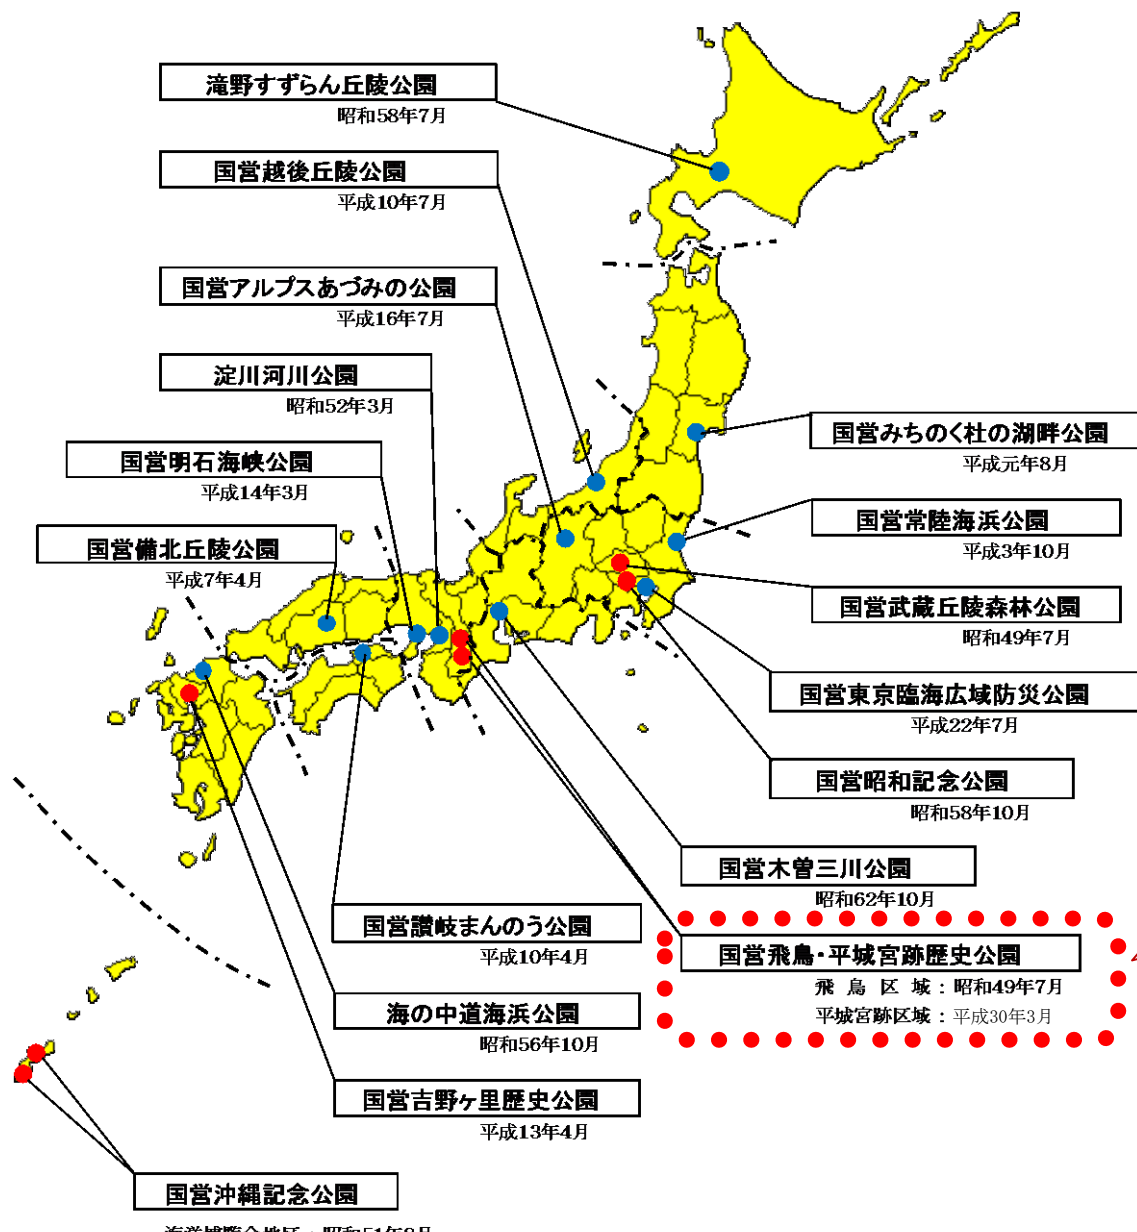 滝野すずらん丘陵公園
昭和58年7月
国営越後丘陵公園
平成10年7月
国営アルプスあづみの公園
平成16年7月
淀川河川公園
昭和52年3月
国営明石海峡公園
平成14年3月
国営備北丘陵公園
平成7年4月
国営みちのく杜の湖畔公園
平成元年8月
国営常陸海浜公園
平成3年10月
国営武蔵丘陵森林公園
昭和49年7月
国営東京臨海広域防災公園
平成22年7月
国営昭和記念公園
昭和58年10月
国営木曽三川公園
昭和62年10月
国営飛鳥・平城宮跡歴史公園
飛 鳥 区 域 : 昭和49年7月
平城宮跡区域 : 平成30年3月
国営讃岐まんのう公園
平成10年4月
海の中道海浜公園
昭和56年10月
国営吉野ヶ里歴史公園
平成13年4月
国営沖縄記念公園